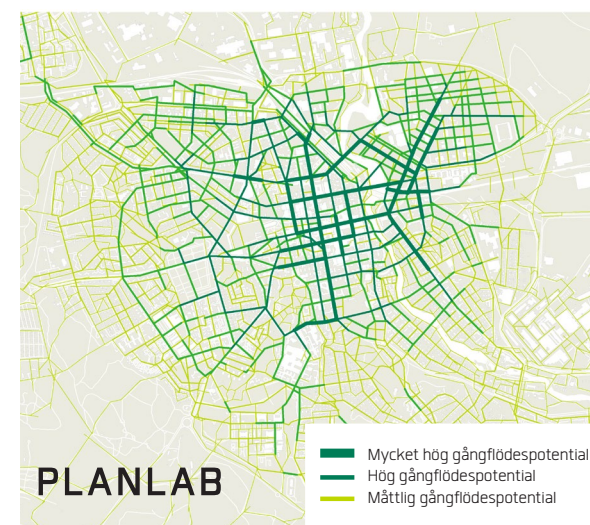 PLANLAB
Mycket hög gångflödespotential
Hög gångflödespotential
Måttlig gångflödespotential